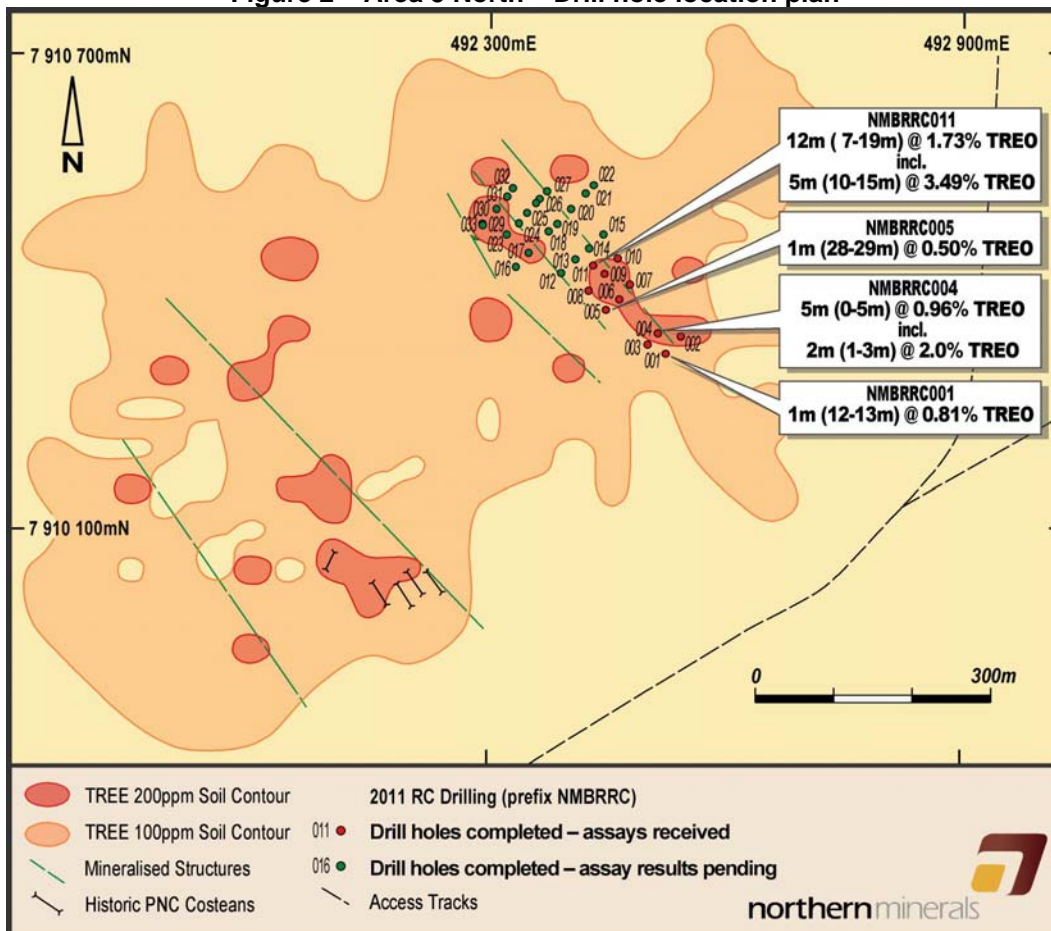 Figure 2 – Area 5 North – Drill hole location plan
492 300mE
492 900mE
7 910 700mN
N
NMBRRC011
12m ( 7-19m) @ 1.73% TREO
incl.
5m (10-15m) @ 3.49% TREO
NMBRRC005
1m (28-29m) @ 0.50% TREO
NMBRRC004
5m (0-5m) @ 0.96% TREO
incl.
2m (1-3m) @ 2.0% TREO
NMBRRC001
1m (12-13m) @ 0.81% TREO
032
031
030
033
029
023
027
026
025
024
022
021
020
019
018
017
016
015
014
013
012
011
010
009
008
007
006
005
004
003
002
001
7 910 100mN
0
300m
TREE 200ppm Soil Contour
TREE 100ppm Soil Contour
Mineralised Structures
Historic PNC Costeans
2011 RC Drilling (prefix NMBRRC)
011 Drill holes completed – assays received
016 Drill holes completed – assay results pending
Access Tracks
northernminerals